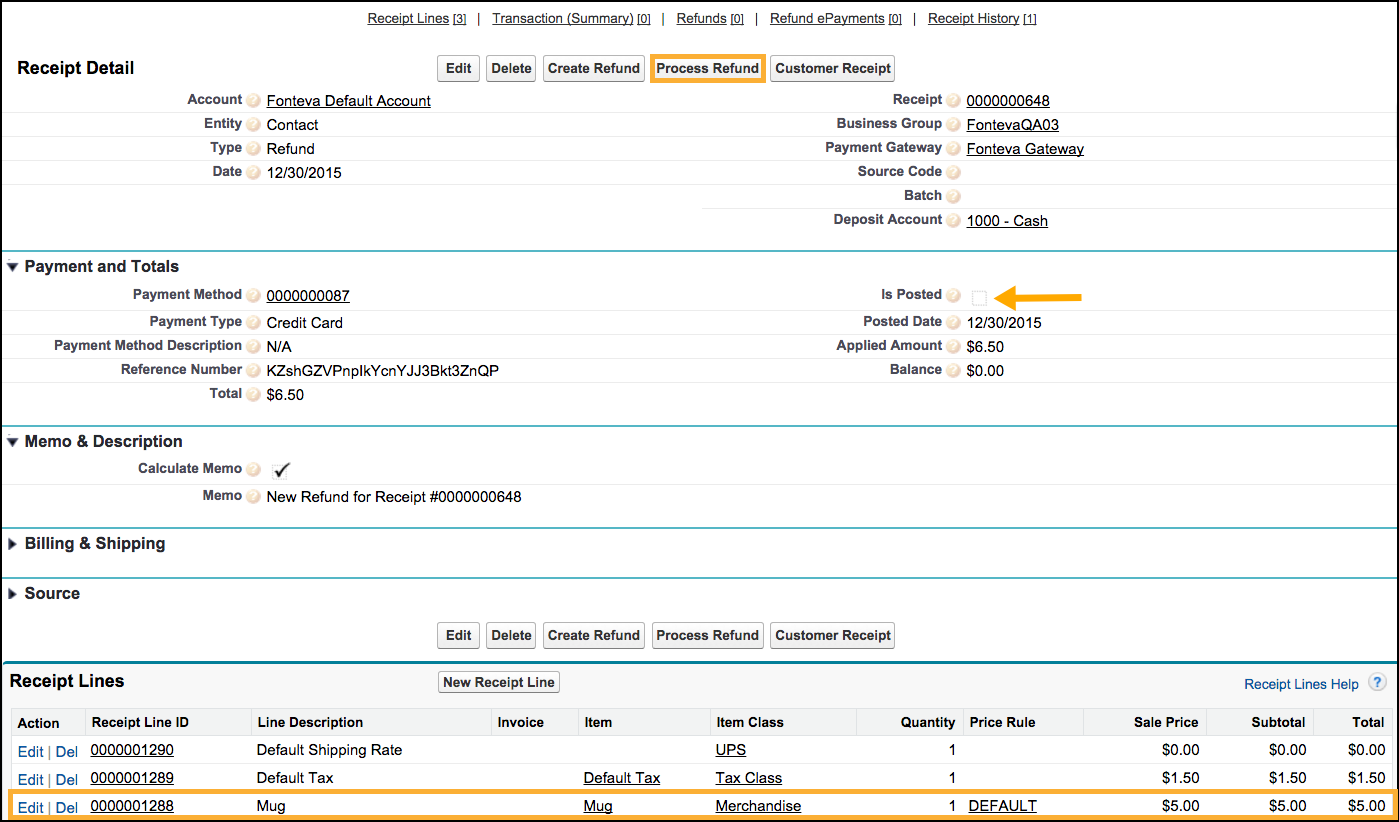 Receipt Lines [3] | Transaction (Summary) [0] | Refunds [0] | Refund ePayments [0] | Receipt History [1]
Receipt Detail Edit Delete Create Refund Process Refund Customer Receipt
Account ? Fonteva Default Account Receipt ? 0000000648
Entity ? Contact Business Group ? FontevaQA03
Type ? Refund Payment Gateway ? Fonteva Gateway
Date ? 12/30/2015 Source Code ?
Batch ?
Deposit Account ? 1000 - Cash
Payment and Totals
Payment Method ? 0000000087 Is Posted ?
Payment Type ? Credit Card Posted Date ? 12/30/2015
Payment Method Description ? N/A Applied Amount ? $6.50
Reference Number ? KZshGZVPnpIkYcnYJJ3Bkt3ZnQP Balance ? $0.00
Total ? $6.50
Memo & Description
Calculate Memo ?
Memo ? New Refund for Receipt #0000000648
Billing & Shipping
Source
Edit Delete Create Refund Process Refund Customer Receipt
Receipt Lines New Receipt Line Receipt Lines Help ?
Action Receipt Line ID Line Description Invoice Item Item Class Quantity Price Rule Sale Price Subtotal Total
Edit | Del 0000001290 Default Shipping Rate UPS 1 $0.00 $0.00 $0.00
Edit | Del 0000001289 Default Tax Default Tax Tax Class 1 $1.50 $1.50 $1.50
Edit | Del 0000001288 Mug Mug Merchandise 1 DEFAULT $5.00 $5.00 $5.00